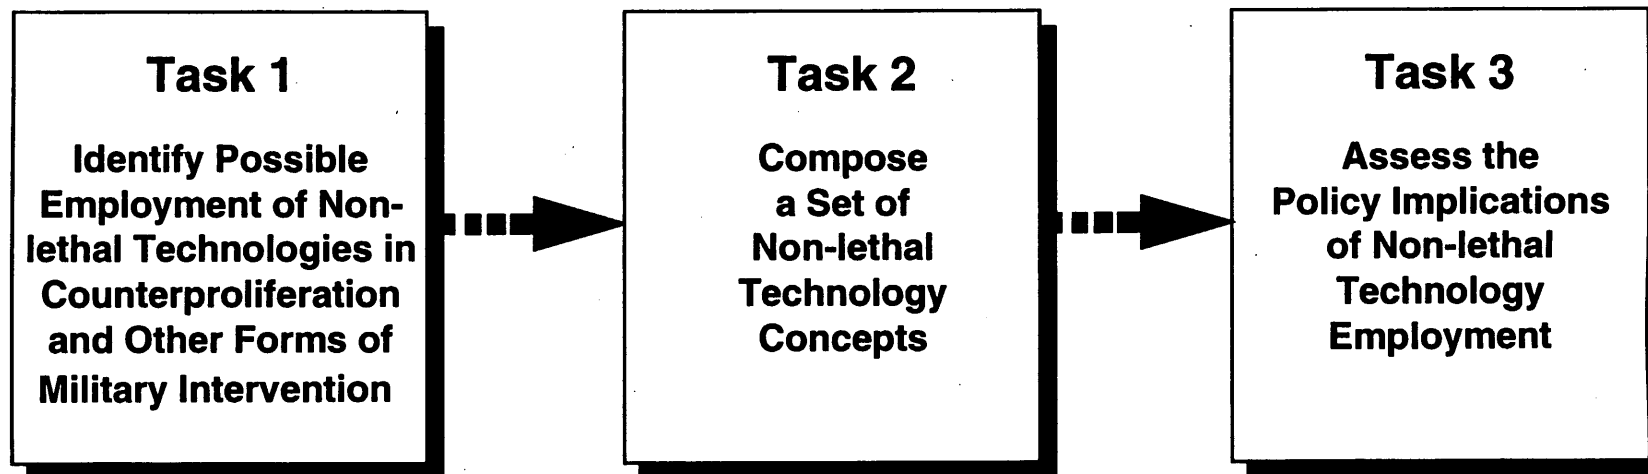 Task 1
Identify Possible
Employment of Non-
lethal Technologies in
Counterproliferation
and Other Forms of
Military Intervention
Task 2
Compose
a Set of
Non-lethal
Technology
Concepts
Task 3
Assess the
Policy Implications
of Non-lethal
Technology
Employment